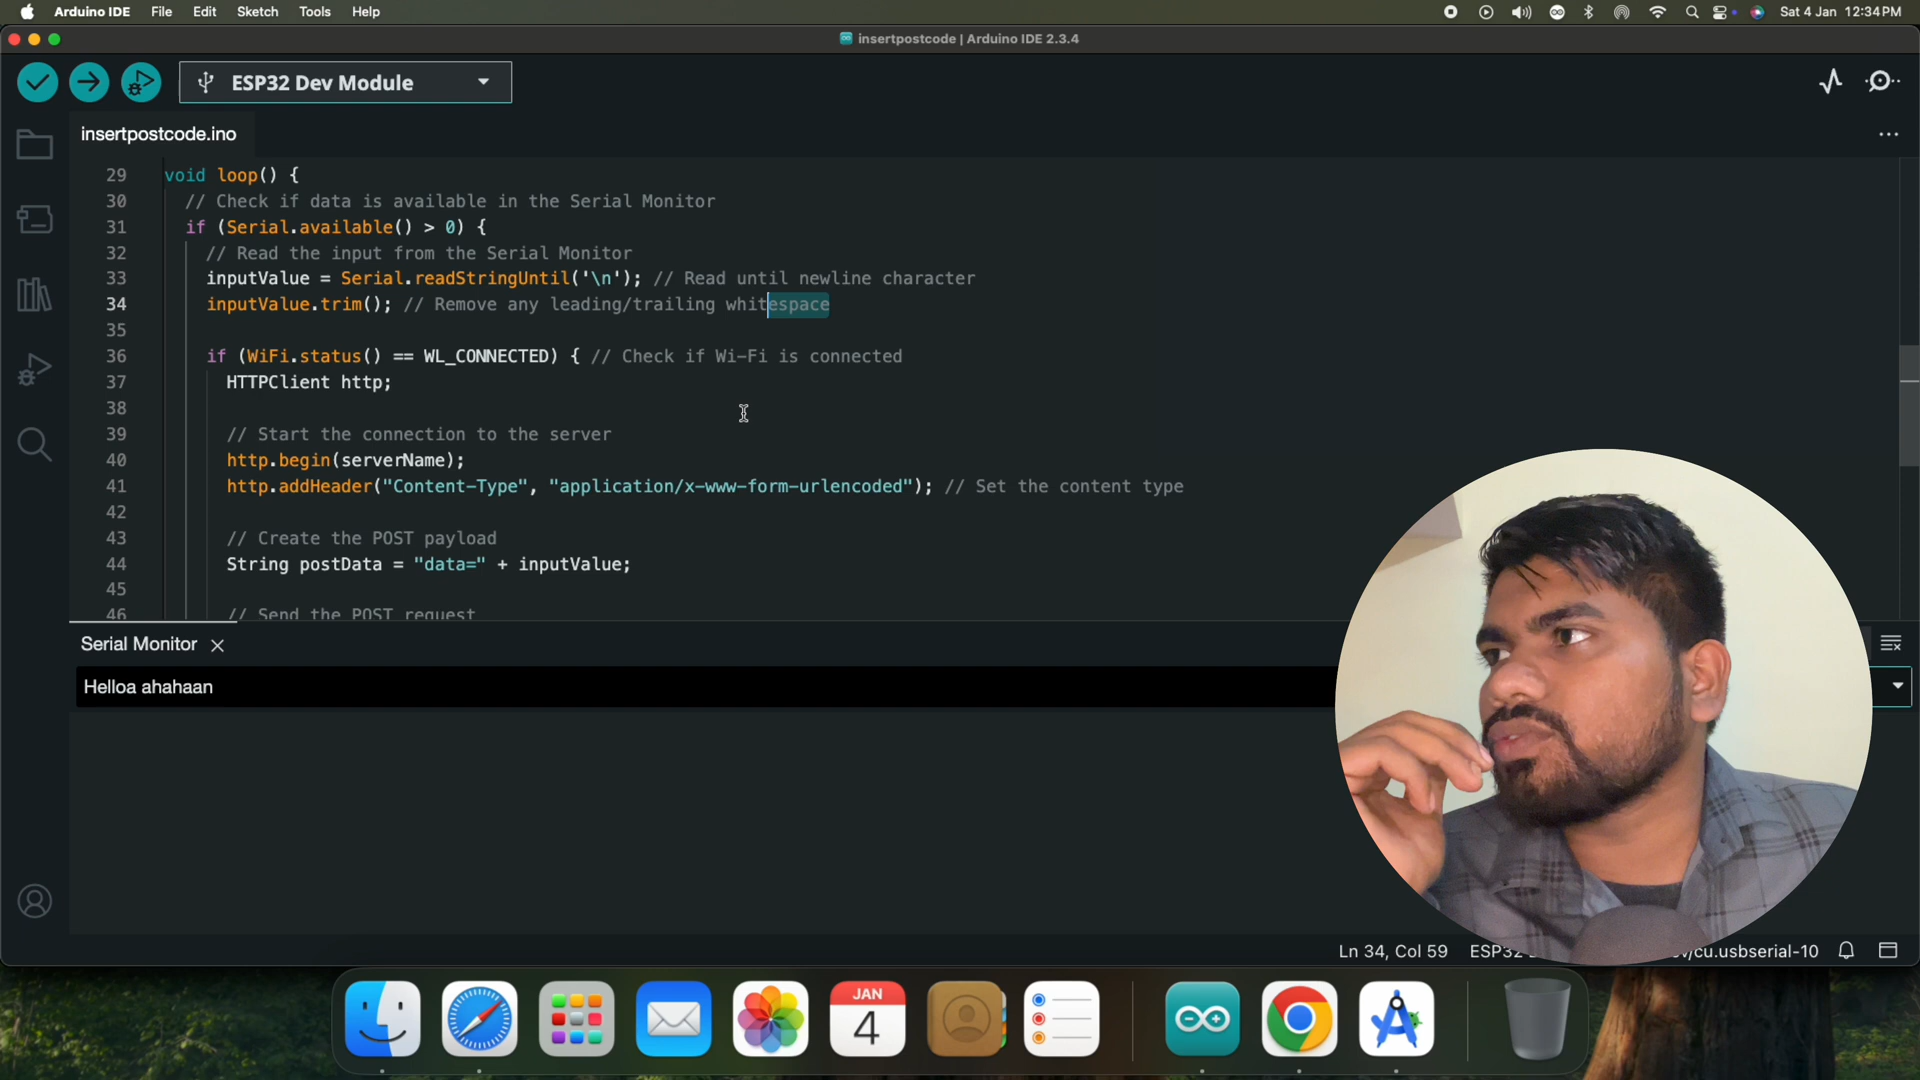 Arduino IDE File Edit Sketch Tools Help Sat 4 Jan 12:34 PM
insertpostcode | Arduino IDE 2.3.4
ESP32 Dev Module
insertpostcode.ino
29 void loop() {
30 // Check if data is available in the Serial Monitor
31 if (Serial.available() > 0) {
32 // Read the input from the Serial Monitor
33 inputValue = Serial.readStringUntil('\n'); // Read until newline character
34 inputValue.trim(); // Remove any leading/trailing whitespace
35
36 if (WiFi.status() == WL_CONNECTED) { // Check if Wi-Fi is connected
37 HTTPClient http;
38
39 // Start the connection to the server
40 http.begin(serverName);
41 http.addHeader("Content-Type", "application/x-www-form-urlencoded"); // Set the content type
42
43 // Create the POST payload
44 String postData = "data=" + inputValue;
45
46 // Send the POST request
Serial Monitor
Helloa ahahaan
Ln 34, Col 59 ESP32 /cu.usbserial-10
JAN
4